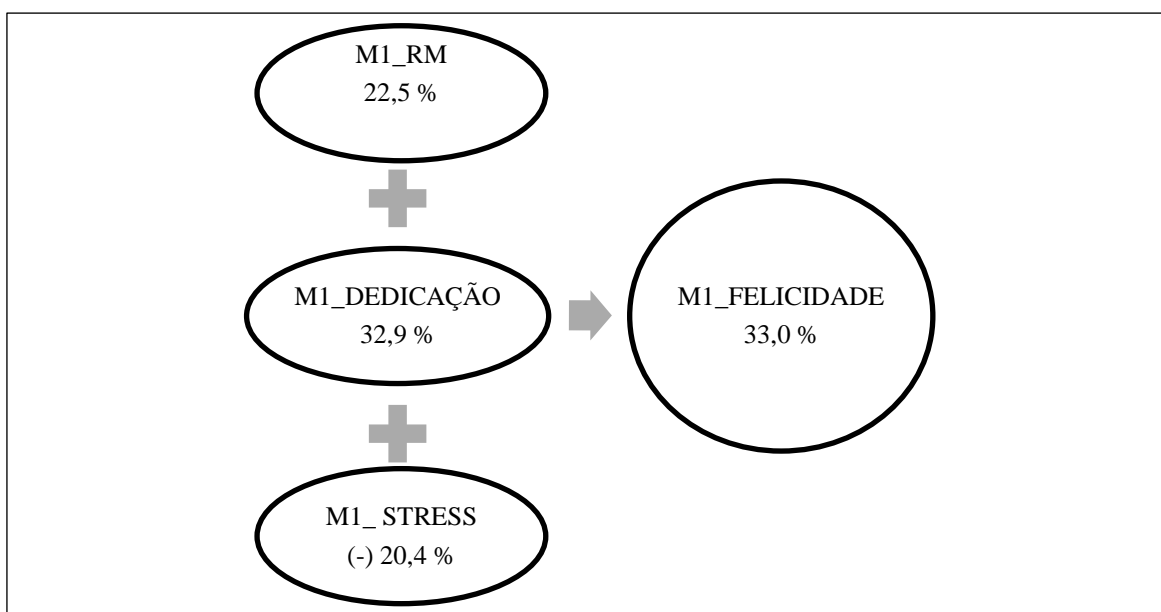 M1_RM
22,5 %
M1_DEDICAÇÃO
32,9 %
M1_FELICIDADE
33,0 %
M1_ STRESS
(-) 20,4 %